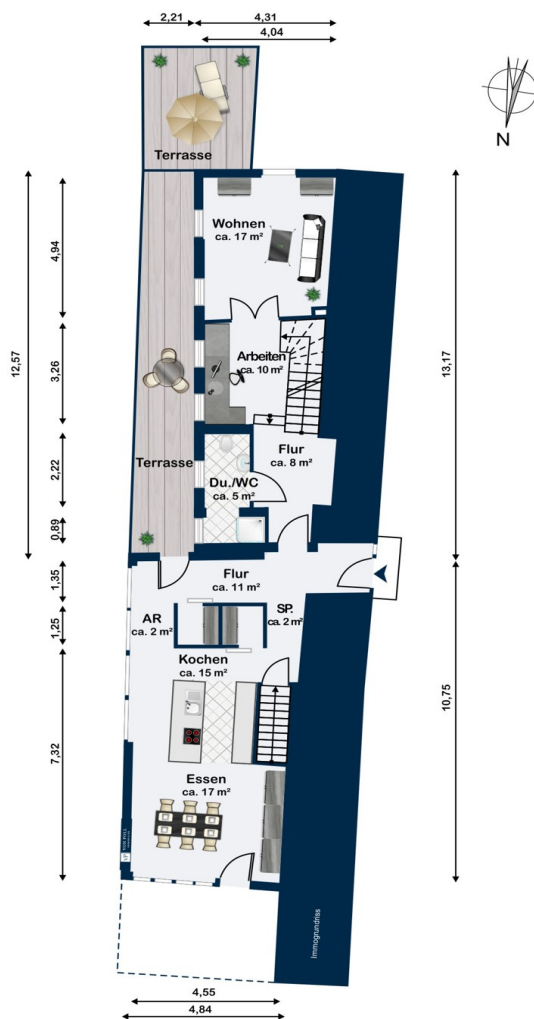 2,21
4,31
4,04
N
Terrasse
12,57
4,94
3,26
2,22
0,89
1,35
1,25
7,32
13,17
10,75
Wohnen
ca. 17 m²
Arbeiten
ca. 10 m²
Terrasse
Flur
ca. 8 m²
Du./WC
ca. 5 m²
Flur
ca. 11 m²
AR
ca. 2 m²
SP.
ca. 2 m²
Kochen
ca. 15 m²
Essen
ca. 17 m²
Immogrundriss
4,55
4,84